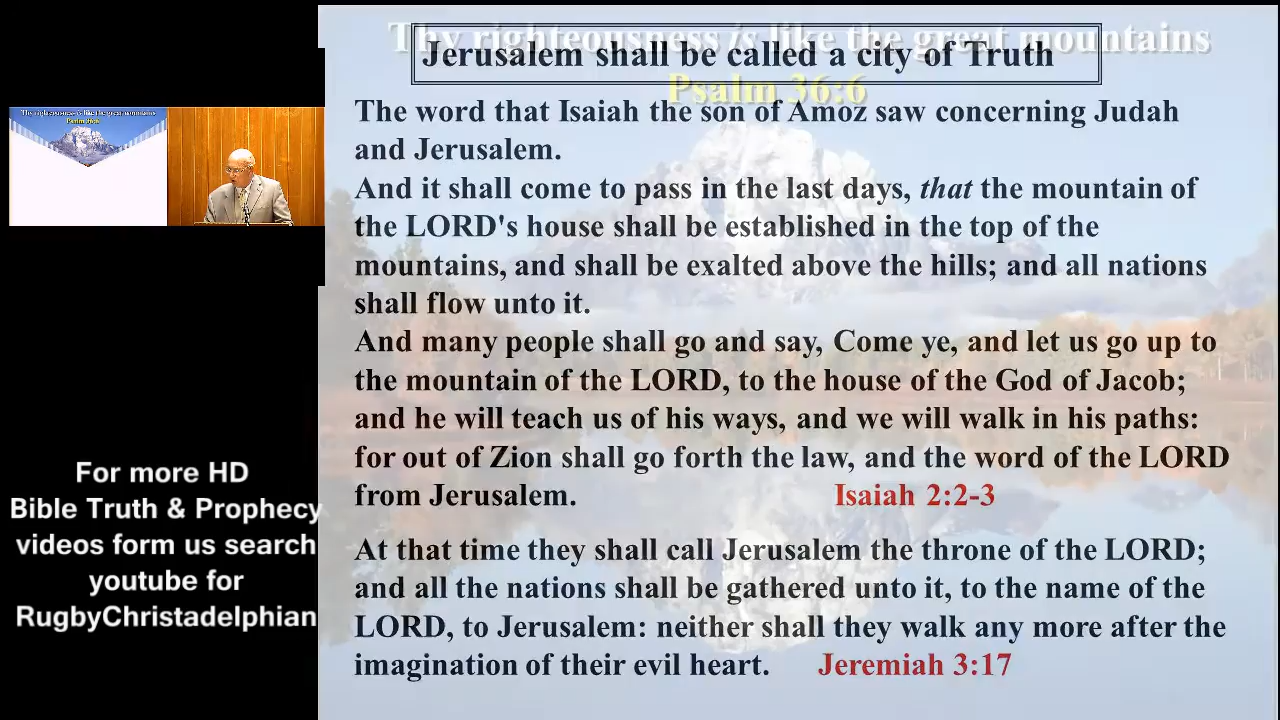 Thy righteousness is like the great mountains
Psalm 36:6
Jerusalem shall be called a city of Truth
The word that Isaiah the son of Amoz saw concerning Judah
and Jerusalem.
And it shall come to pass in the last days, that the mountain of
the LORD's house shall be established in the top of the
mountains, and shall be exalted above the hills; and all nations
shall flow unto it.
And many people shall go and say, Come ye, and let us go up to
the mountain of the LORD, to the house of the God of Jacob;
and he will teach us of his ways, and we will walk in his paths:
for out of Zion shall go forth the law, and the word of the LORD
from Jerusalem. Isaiah 2:2-3
At that time they shall call Jerusalem the throne of the LORD;
and all the nations shall be gathered unto it, to the name of the
LORD, to Jerusalem: neither shall they walk any more after the
imagination of their evil heart. Jeremiah 3:17
Thy righteousness is like the great mountains
Psalm 36:6
For more HD
Bible Truth & Prophecy
videos form us search
youtube for
RugbyChristadelphian